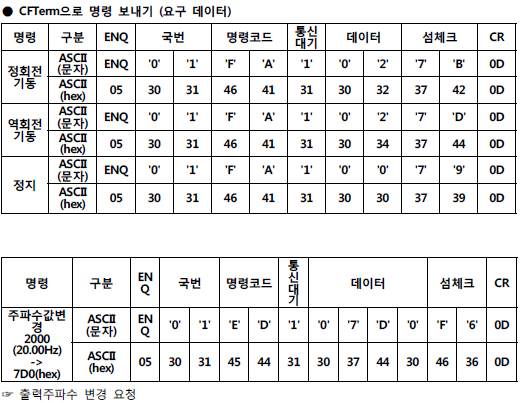 ● CFTerm으로 명령 보내기 (요구 데이터)
명령 구분 ENQ 국번 명령코드 통신대기 데이터 섬체크 CR
정회전기동 ASCII(문자) ENQ '0' '1' 'F' 'A' '1' '0' '2' '7' 'B' 0D
ASCII(hex) 05 30 31 46 41 31 30 32 37 42 0D
역회전기동 ASCII(문자) ENQ '0' '1' 'F' 'A' '1' '0' '2' '7' 'D' 0D
ASCII(hex) 05 30 31 46 41 31 30 34 37 44 0D
정지 ASCII(문자) ENQ '0' '1' 'F' 'A' '1' '0' '0' '7' '9' 0D
ASCII(hex) 05 30 31 46 41 31 30 30 37 39 0D
명령 구분 ENQ 국번 명령코드 통신대기 데이터 섬체크 CR
주파수값변경 2000 (20.00Hz) -> 7D0(hex) ASCII(문자) ENQ '0' '1' 'E' 'D' '1' '0' '7' 'D' '0' 'F' '6' 0D
ASCII(hex) 05 30 31 45 44 31 30 37 44 30 46 36 0D
☞ 출력주파수 변경 요청